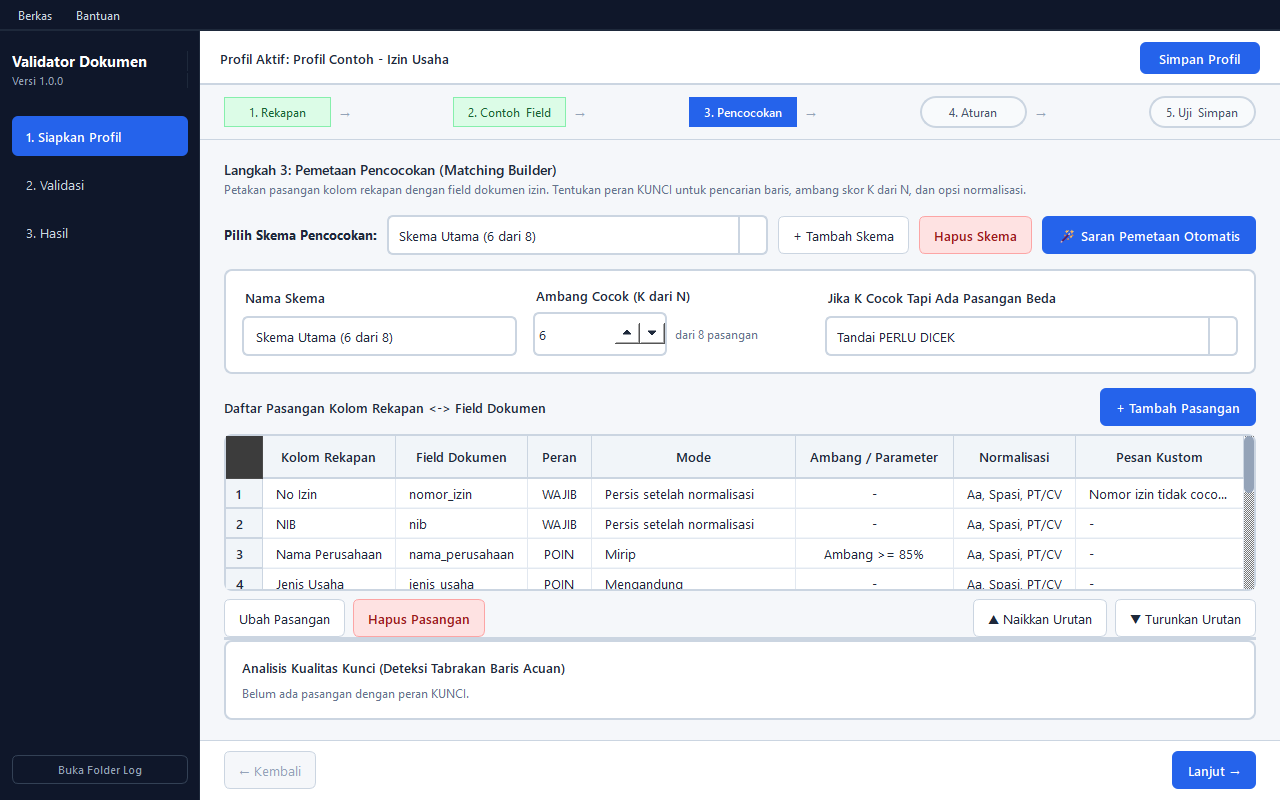 Berkas Bantuan
Validator Dokumen
Versi 1.0.0
1. Siapkan Profil
2. Validasi
3. Hasil
Buka Folder Log
Profil Aktif: Profil Contoh - Izin Usaha
Simpan Profil
1. Rekapan → 2. Contoh Field → 3. Pencocokan → 4. Aturan → 5. Uji Simpan
Langkah 3: Pemetaan Pencocokan (Matching Builder)
Petakan pasangan kolom rekapan dengan field dokumen izin. Tentukan peran KUNCI untuk pencarian baris, ambang skor K dari N, dan opsi normalisasi.
Pilih Skema Pencocokan: Skema Utama (6 dari 8) + Tambah Skema Hapus Skema Saran Pemetaan Otomatis
Nama Skema Ambang Cocok (K dari N) Jika K Cocok Tapi Ada Pasangan Beda
Skema Utama (6 dari 8) 6 dari 8 pasangan Tandai PERLU DICEK
Daftar Pasangan Kolom Rekapan <-> Field Dokumen + Tambah Pasangan
Kolom Rekapan Field Dokumen Peran Mode Ambang / Parameter Normalisasi Pesan Kustom
1 No Izin nomor_izin WAJIB Persis setelah normalisasi - Aa, Spasi, PT/CV Nomor izin tidak coco...
2 NIB nib WAJIB Persis setelah normalisasi - Aa, Spasi, PT/CV -
3 Nama Perusahaan nama_perusahaan POIN Mirip Ambang >= 85% Aa, Spasi, PT/CV -
4 Jenis Usaha jenis_usaha POIN Mengandung - Aa, Spasi, PT/CV -
Ubah Pasangan Hapus Pasangan ▲ Naikkan Urutan ▼ Turunkan Urutan
Analisis Kualitas Kunci (Deteksi Tabrakan Baris Acuan)
Belum ada pasangan dengan peran KUNCI.
← Kembali Lanjut →